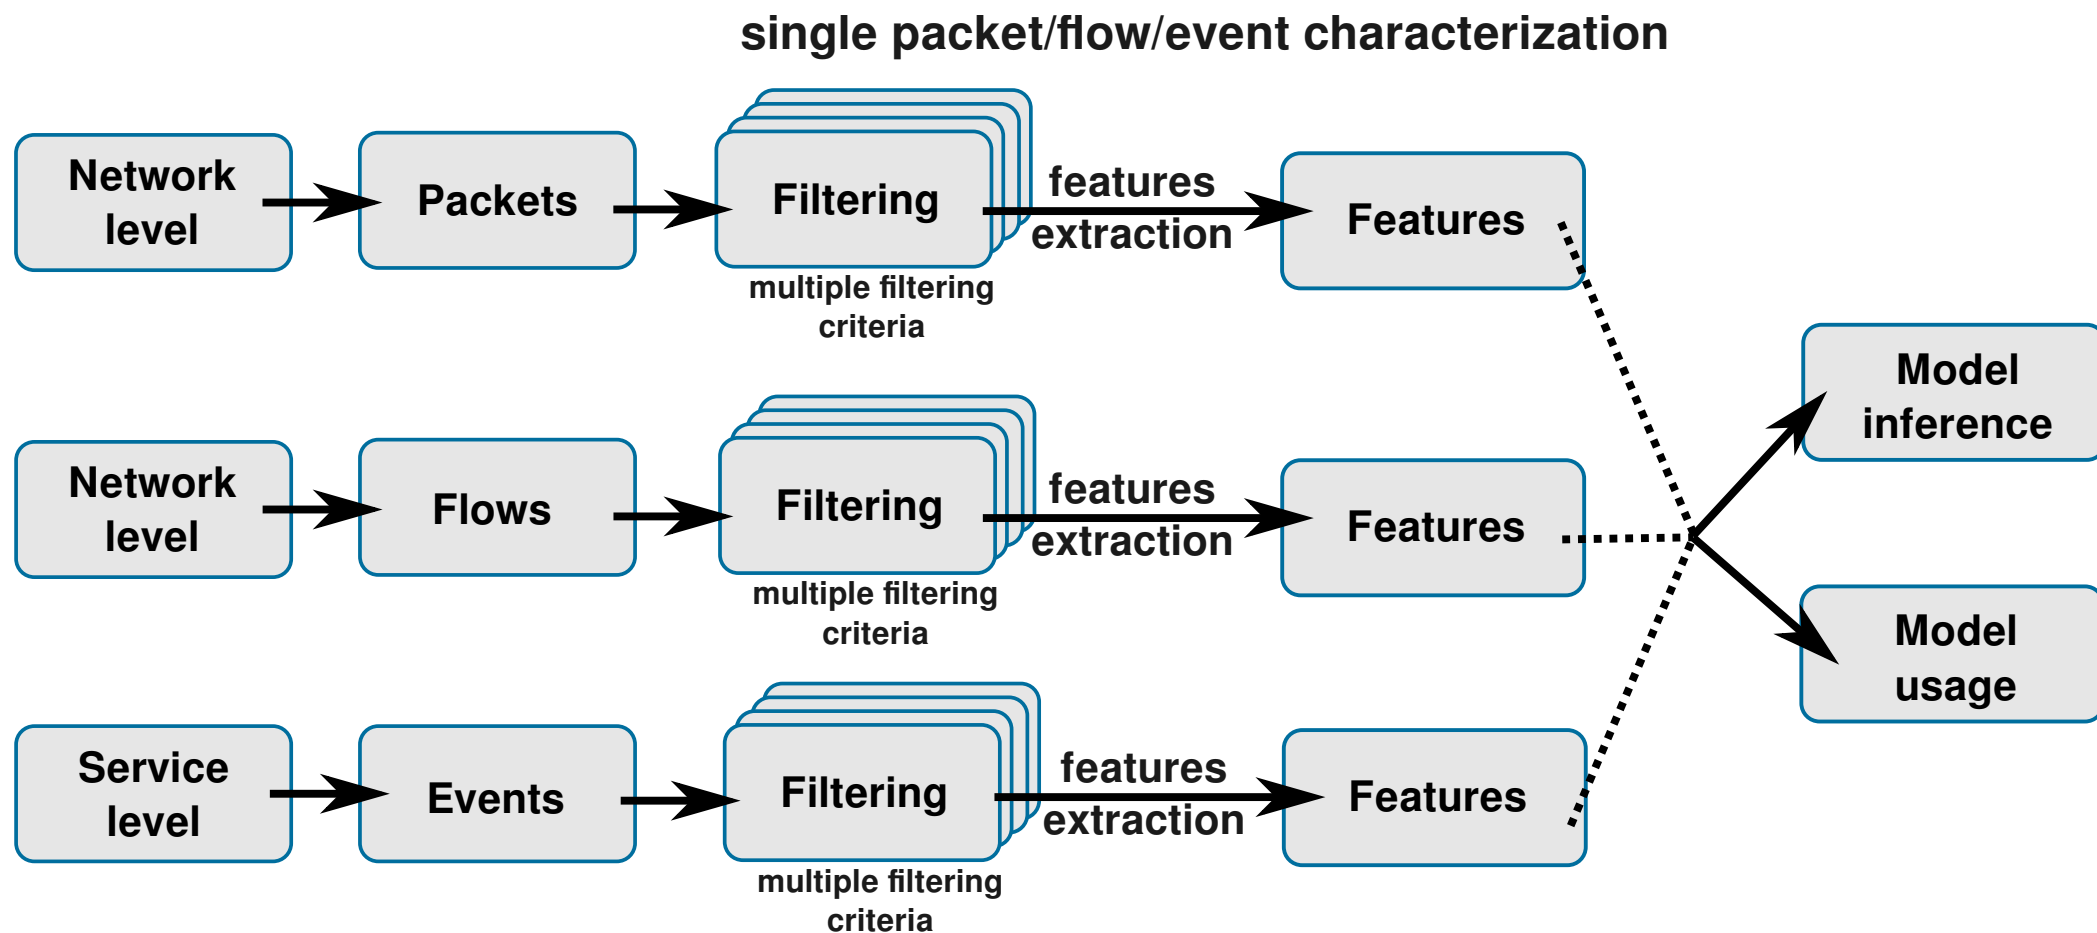 single packet/flow/event characterization
Network
level
Packets
Filtering
features
extraction
Features
multiple filtering
criteria
Network
level
Flows
Filtering
features
extraction
Features
multiple filtering
criteria
Model
inference
Model
usage
Service
level
Events
Filtering
features
extraction
Features
multiple filtering
criteria